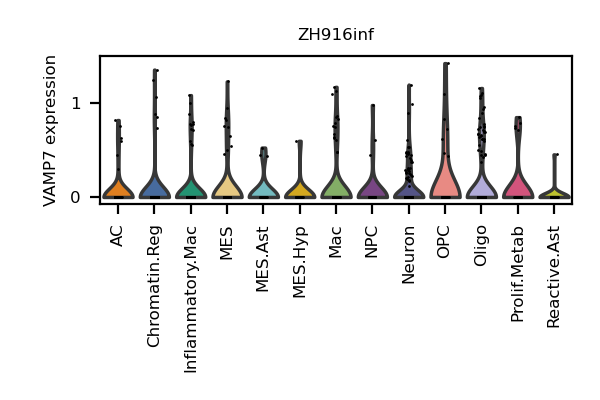 ZH916inf
VAMP7 expression
1
0
AC
Chromatin.Reg
Inflammatory.Mac
MES
MES.Ast
MES.Hyp
Mac
NPC
Neuron
OPC
Oligo
Prolif.Metab
Reactive.Ast